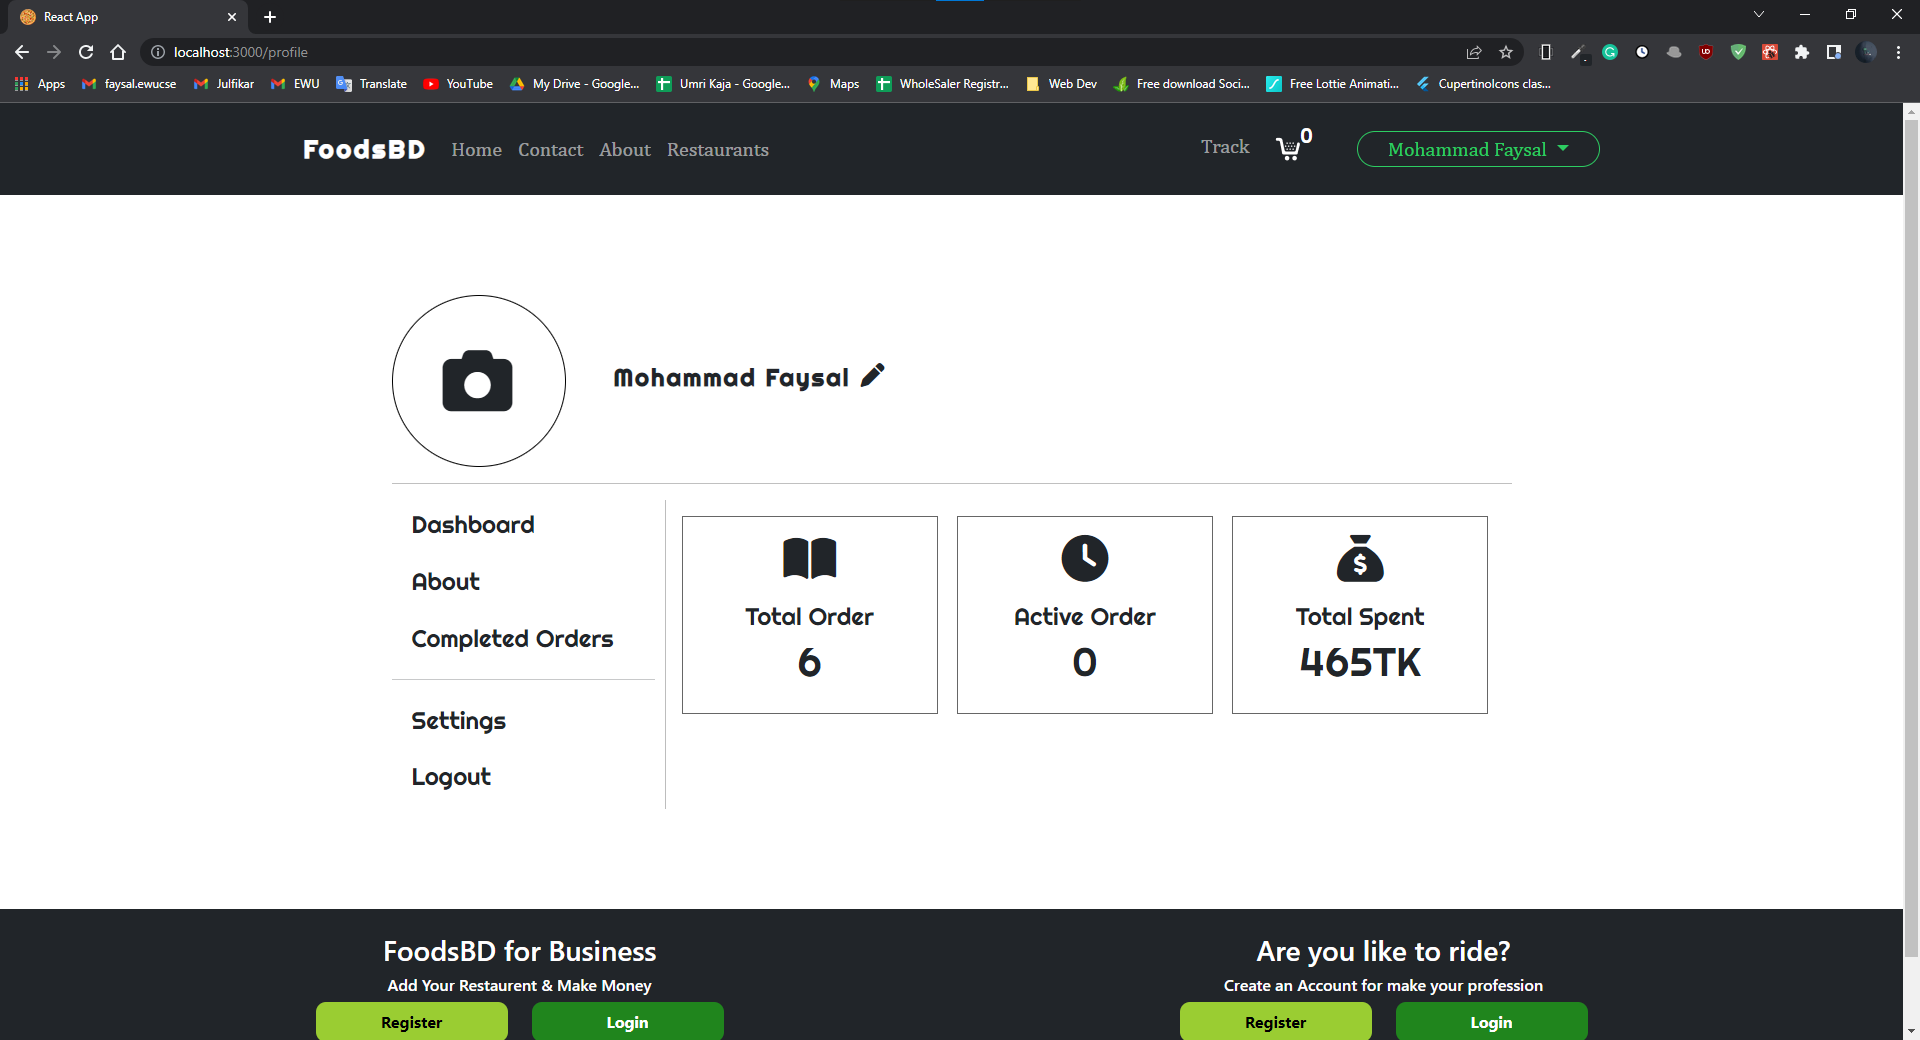 React App
localhost:3000/profile
Apps faysal.ewucse Julfikar EWU Translate YouTube My Drive - Google... Umri Kaja - Google... Maps WholeSaler Registr... Web Dev Free download Soci... Free Lottie Animati... CupertinoIcons clas...
FoodsBD Home Contact About Restaurants Track 0 Mohammad Faysal
Mohammad Faysal
Dashboard
About
Completed Orders
Settings
Logout
Total Order
6
Active Order
0
Total Spent
465TK
FoodsBD for Business
Add Your Restaurent & Make Money
Register Login
Are you like to ride?
Create an Account for make your profession
Register Login